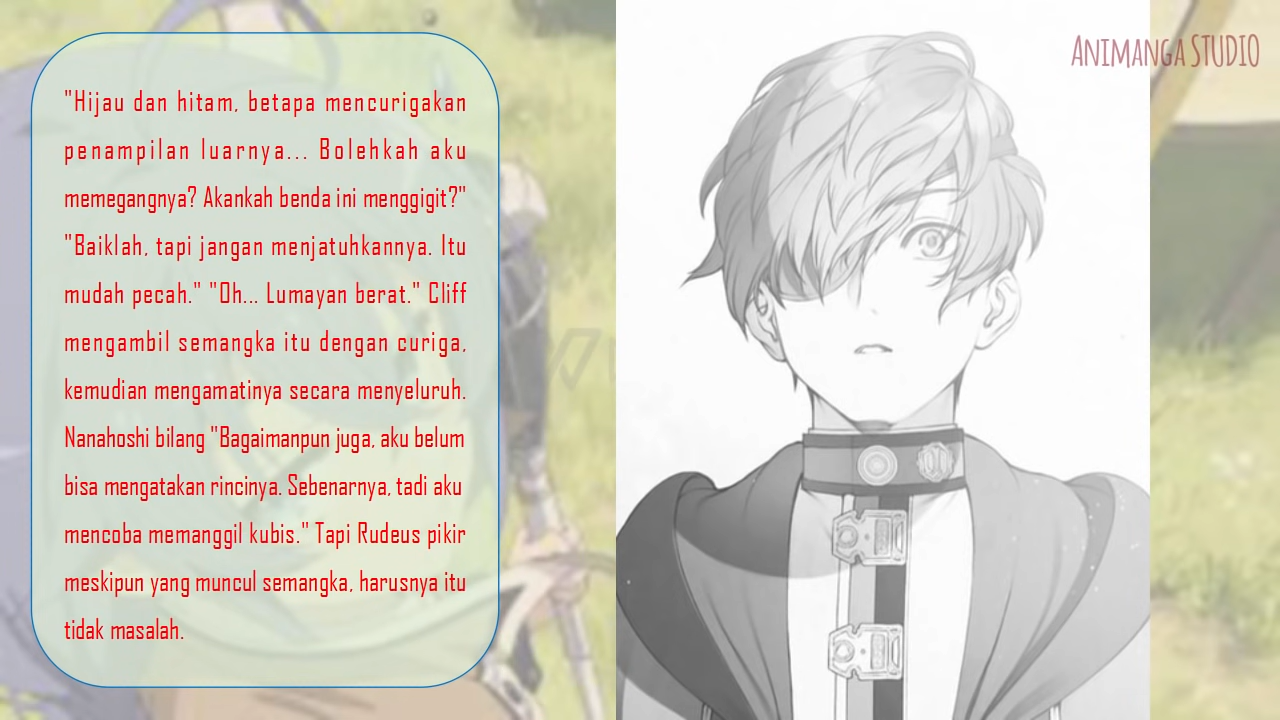 "Hijau dan hitam, betapa mencurigakan
penampilan luarnya... Bolehkah aku
memegangnya? Akankah benda ini menggigit?"
"Baiklah, tapi jangan menjatuhkannya. Itu
mudah pecah." "Oh... Lumayan berat." Cliff
mengambil semangka itu dengan curiga,
kemudian mengamatinya secara menyeluruh.
Nanahoshi bilang "Bagaimanpun juga, aku belum
bisa mengatakan rincinya. Sebenarnya, tadi aku
mencoba memanggil kubis." Tapi Rudeus pikir
meskipun yang muncul semangka, harusnya itu
tidak masalah.
ANIMANGA STUDIO